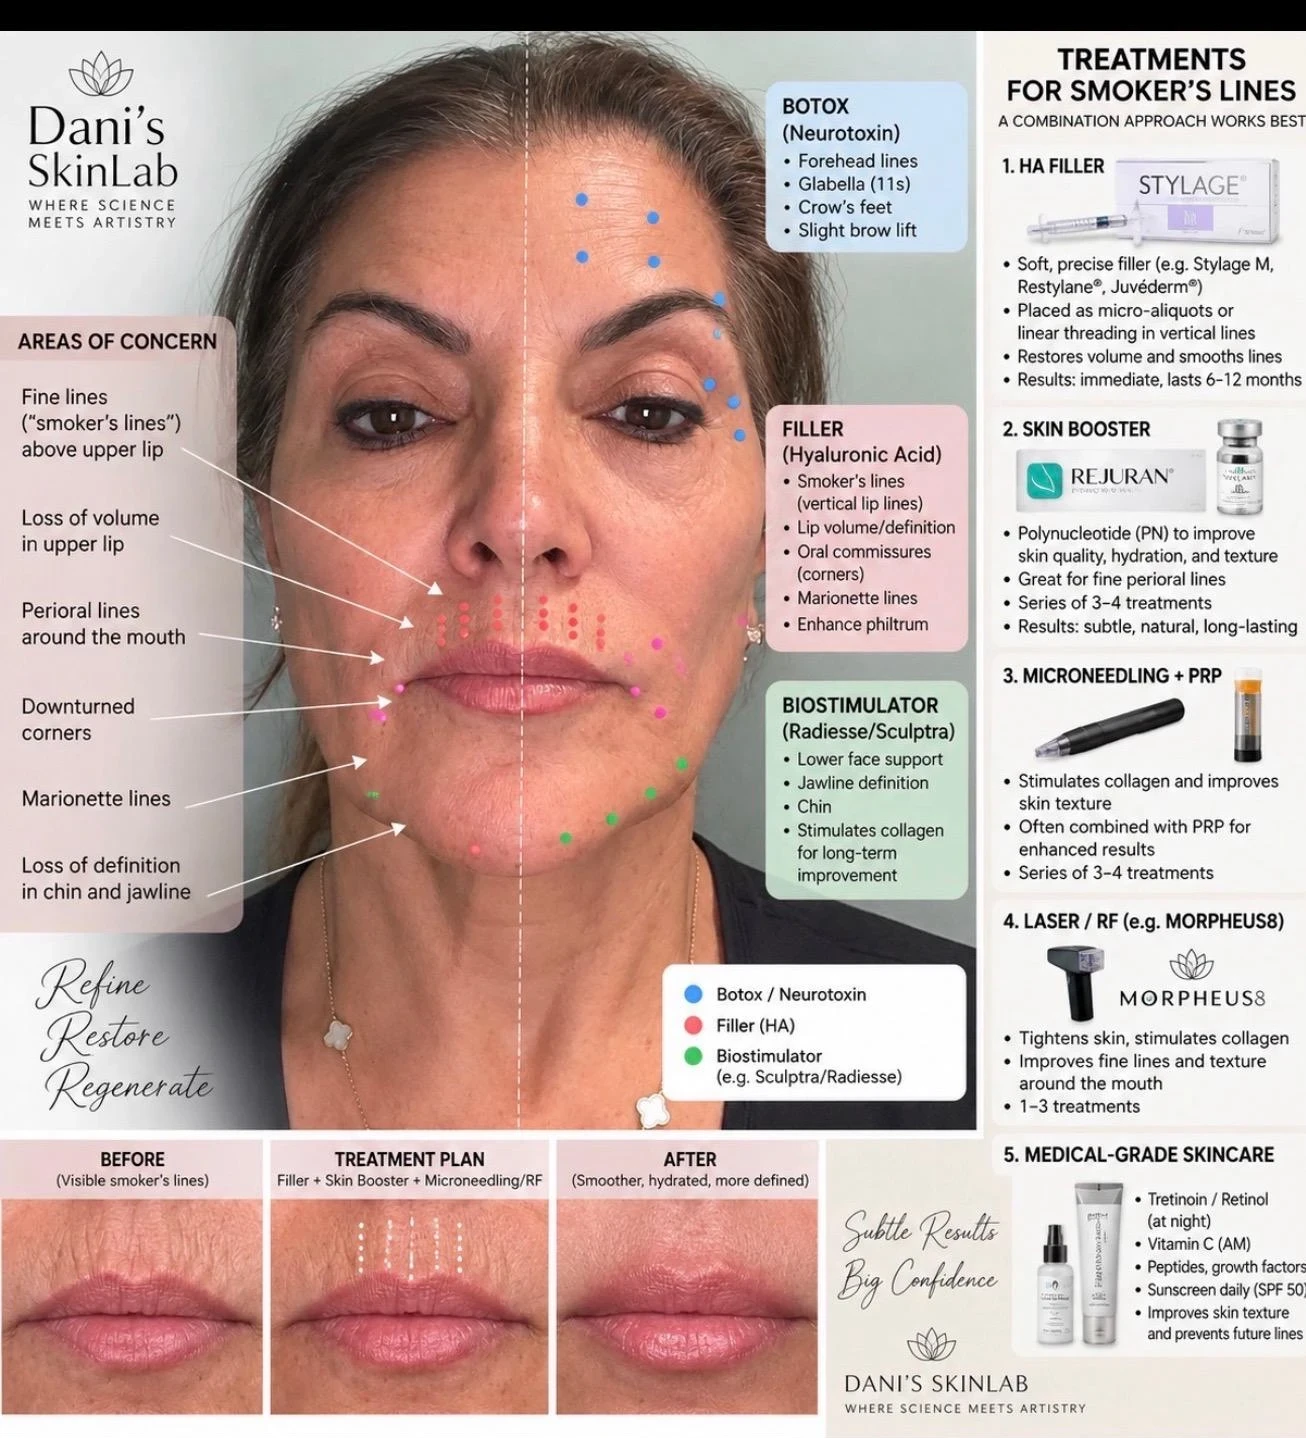 Dani's
SkinLab
WHERE SCIENCE
MEETS ARTISTRY
AREAS OF CONCERN
Fine lines
("smoker's lines")
above upper lip
Loss of volume
in upper lip
Perioral lines
around the mouth
Downturned
corners
Marionette lines
Loss of definition
in chin and jawline
Refine
Restore
Regenerate
BOTOX
(Neurotoxin)
• Forehead lines
• Glabella (11s)
• Crow's feet
• Slight brow lift
FILLER
(Hyaluronic Acid)
• Smoker's lines
(vertical lip lines)
• Lip volume/definition
• Oral commissures
(corners)
• Marionette lines
• Enhance philtrum
BIOSTIMULATOR
(Radiesse/Sculptra)
• Lower face support
• Jawline definition
• Chin
• Stimulates collagen
for long-term
improvement
Botox / Neurotoxin
Filler (HA)
Biostimulator
(e.g. Sculptra/Radiesse)
TREATMENTS
FOR SMOKER'S LINES
A COMBINATION APPROACH WORKS BEST
1. HA FILLER
STYLAGE®
• Soft, precise filler (e.g. Stylage M,
Restylane®, Juvéderm®)
• Placed as micro-aliquots or
linear threading in vertical lines
• Restores volume and smooths lines
• Results: immediate, lasts 6–12 months
2. SKIN BOOSTER
REJURAN®
• Polynucleotide (PN) to improve
skin quality, hydration, and texture
• Great for fine perioral lines
• Series of 3–4 treatments
• Results: subtle, natural, long-lasting
3. MICRONEEDLING + PRP
• Stimulates collagen and improves
skin texture
• Often combined with PRP for
enhanced results
• Series of 3–4 treatments
4. LASER / RF (e.g. MORPHEUS8)
MORPHEUS8
• Tightens skin, stimulates collagen
• Improves fine lines and texture
around the mouth
• 1–3 treatments
5. MEDICAL-GRADE SKINCARE
• Tretinoin / Retinol
(at night)
• Vitamin C (AM)
• Peptides, growth factors
• Sunscreen daily (SPF 50)
• Improves skin texture
and prevents future lines
BEFORE
(Visible smoker's lines)
TREATMENT PLAN
Filler + Skin Booster + Microneedling/RF
AFTER
(Smoother, hydrated, more defined)
Subtle Results
Big Confidence
DANI'S SKINLAB
WHERE SCIENCE MEETS ARTISTRY